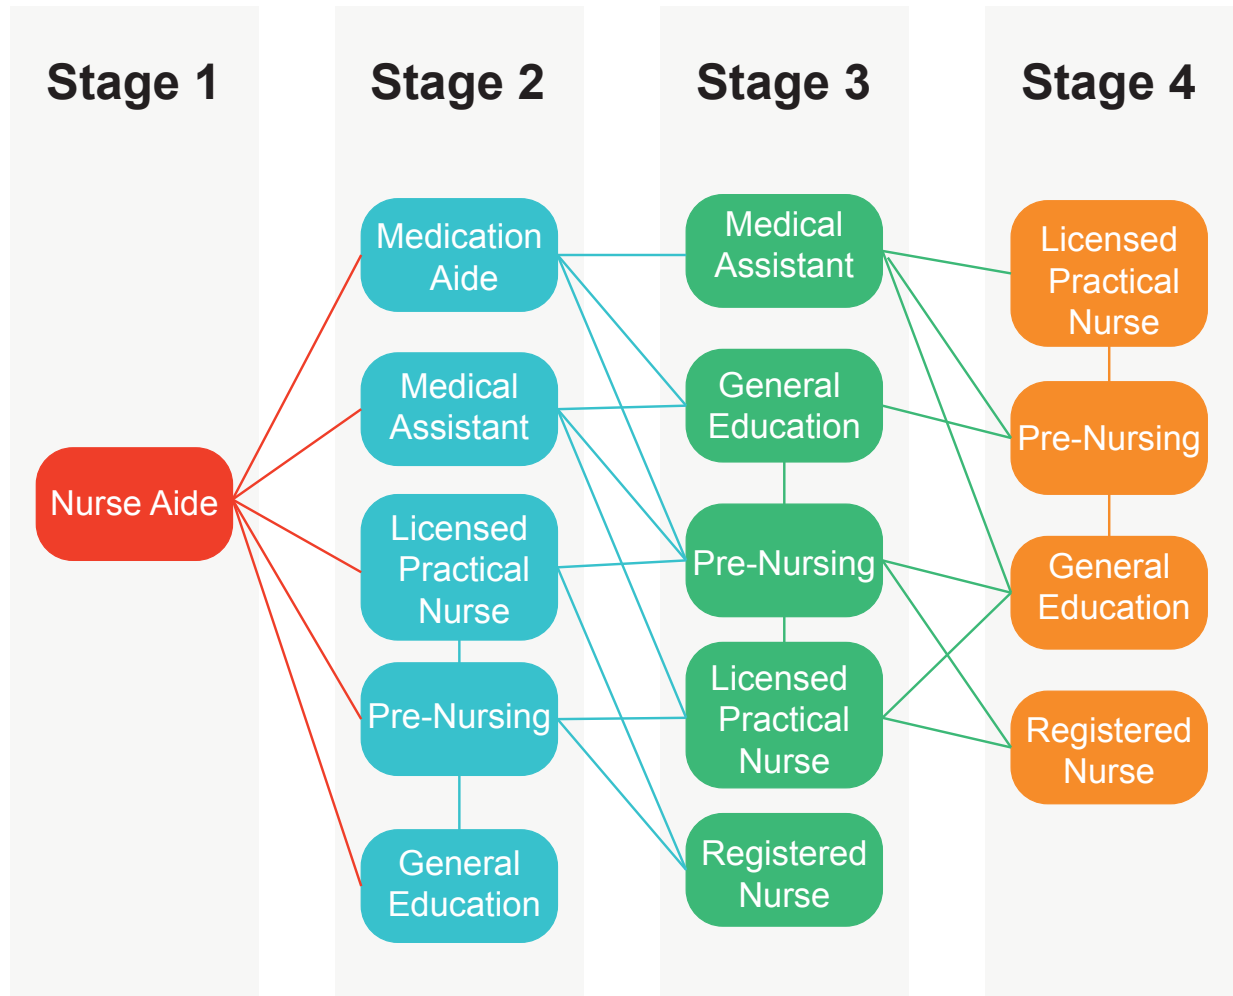 Stage 1
Nurse Aide
Stage 2
Medication
Aide
Medical
Assistant
Licensed
Practical
Nurse
Pre-Nursing
General
Education
Stage 3
Medical
Assistant
General
Education
Pre-Nursing
Licensed
Practical
Nurse
Registered
Nurse
Stage 4
Licensed
Practical
Nurse
Pre-Nursing
General
Education
Registered
Nurse